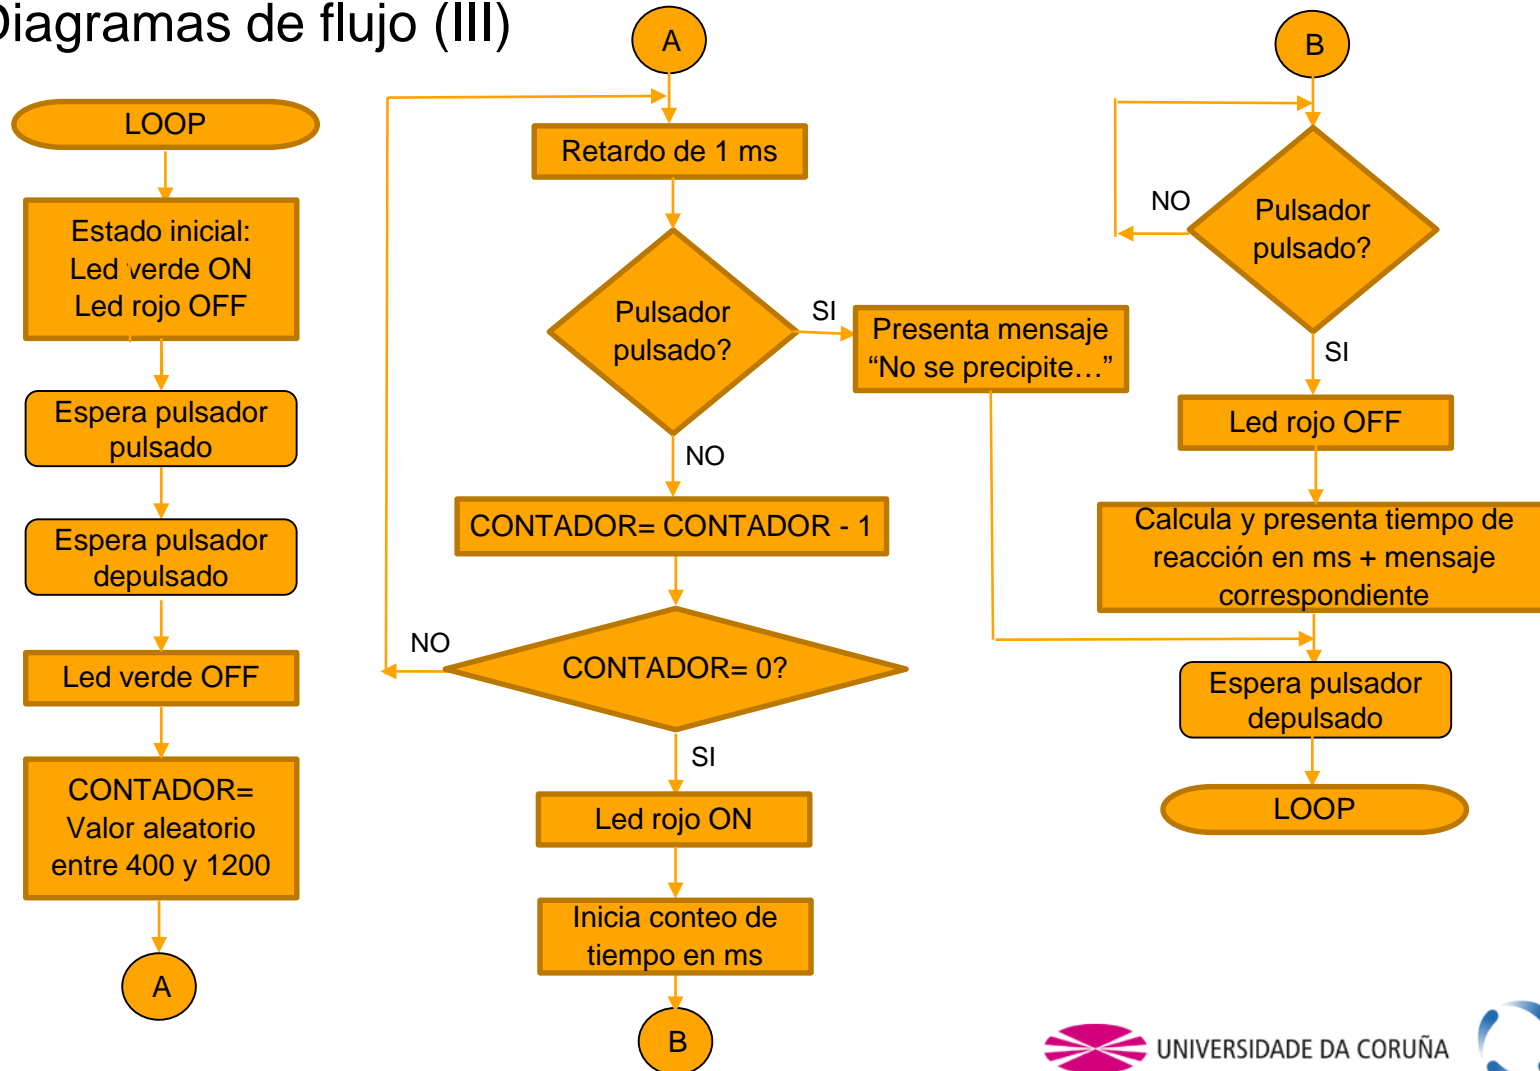 Diagramas de flujo (III)
LOOP
Estado inicial:
Led verde ON
Led rojo OFF
Espera pulsador
pulsado
Espera pulsador
depulsado
Led verde OFF
CONTADOR=
Valor aleatorio
entre 400 y 1200
A
A
Retardo de 1 ms
Pulsador
pulsado?
SI
Presenta mensaje
“No se precipite…”
NO
CONTADOR= CONTADOR - 1
NO
CONTADOR= 0?
SI
Led rojo ON
Inicia conteo de
tiempo en ms
B
B
NO
Pulsador
pulsado?
SI
Led rojo OFF
Calcula y presenta tiempo de
reacción en ms + mensaje
correspondiente
Espera pulsador
depulsado
LOOP
UNIVERSIDADE DA CORUÑA